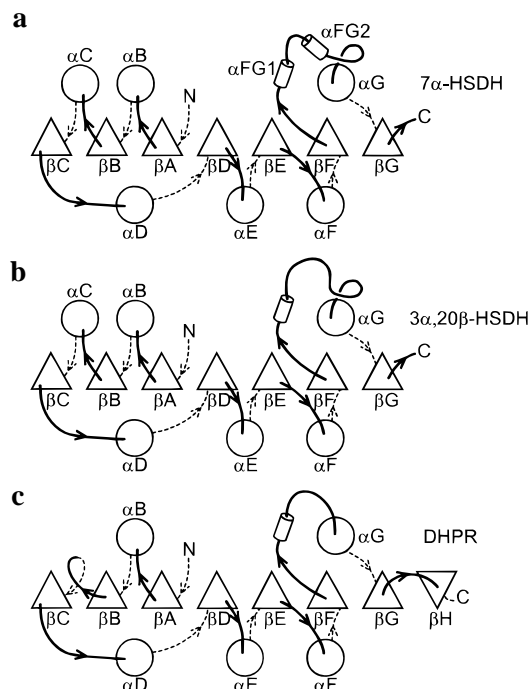 a
αFG2
αC αB αFG1
αG 7α-HSDH
N C
βC βB βA βD βE βF βG
αD αE αF
b
αC αB
αG 3α,20β-HSDH
N C
βC βB βA βD βE βF βG
αD αE αF
c
αB
αG DHPR
N
C
βC βB βA βD βE βF βG βH
αD αE αF